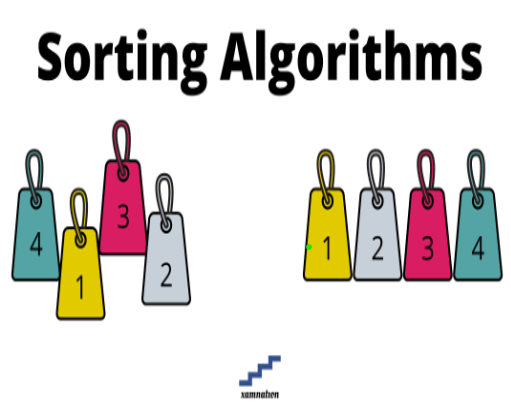 Sorting Algorithms
4 1 3 2
1 2 3 4
xamnation